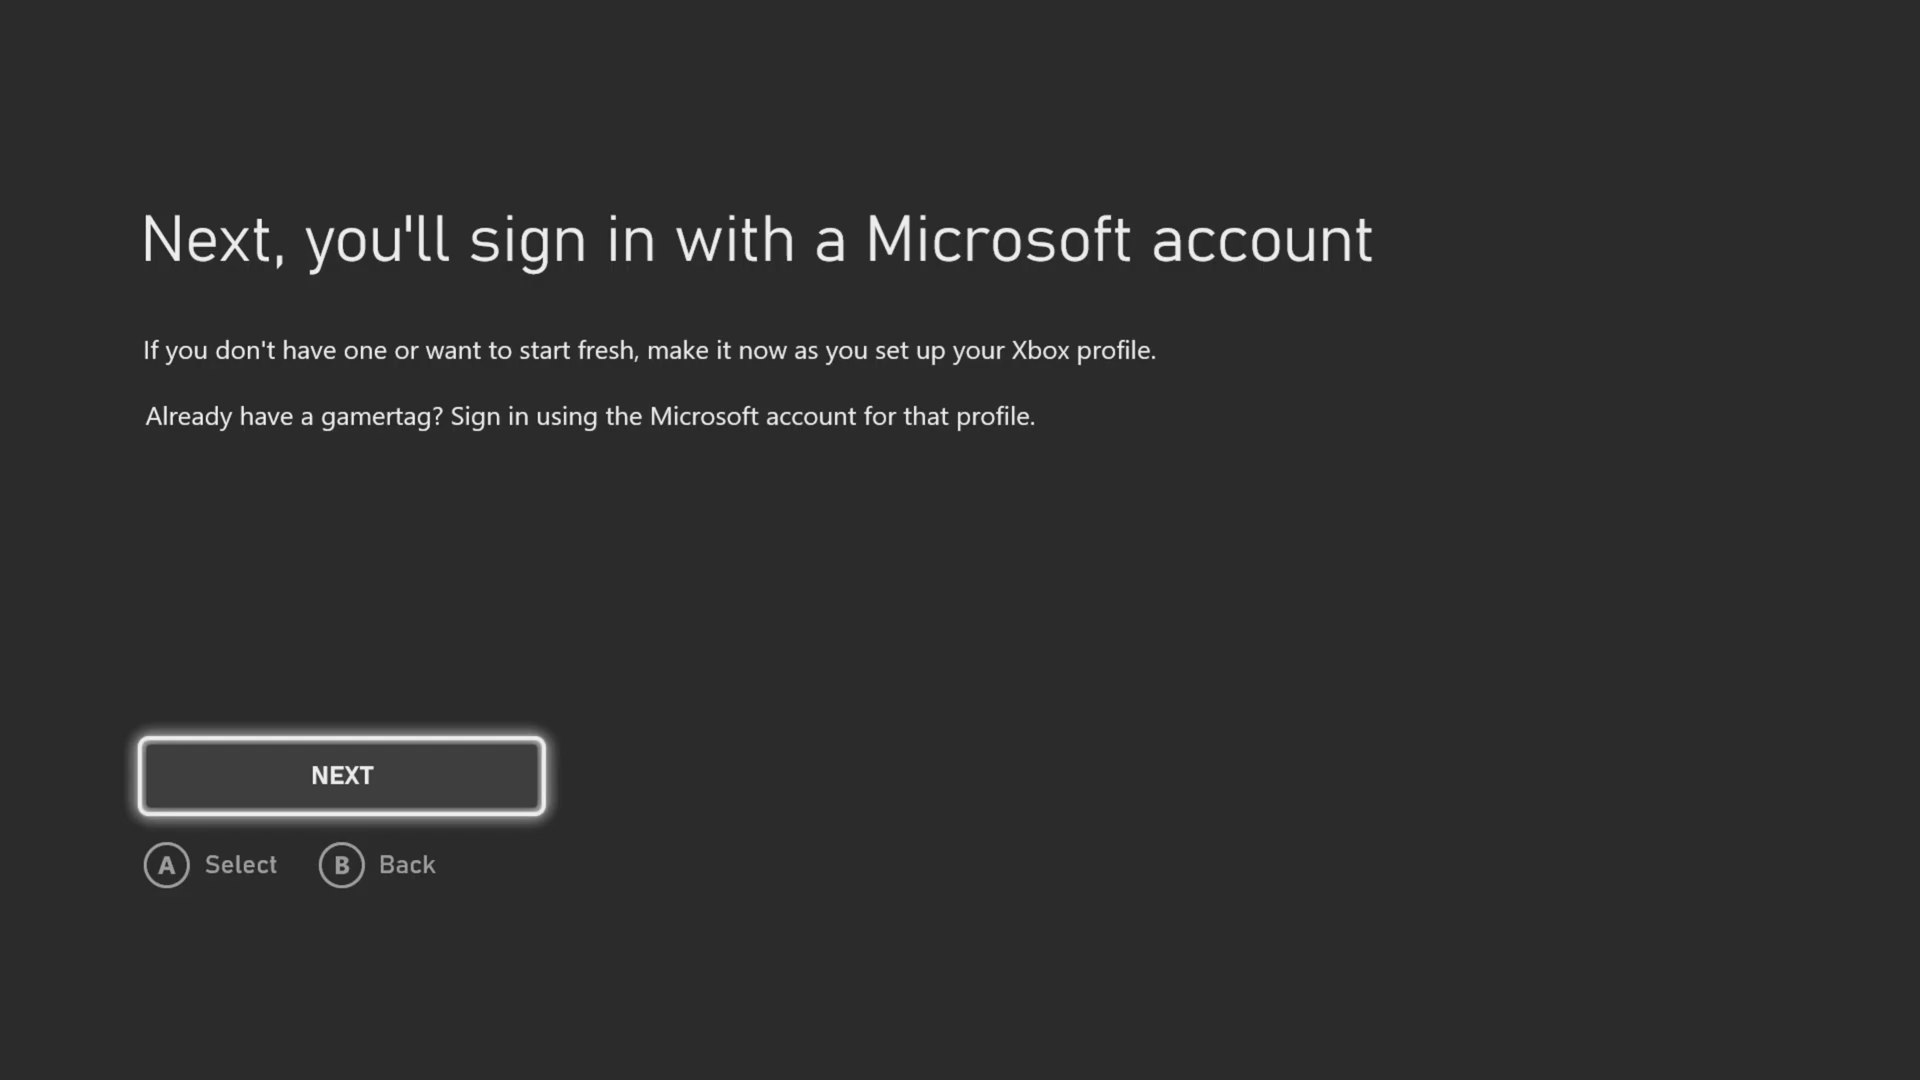 Next, you'll sign in with a Microsoft account
If you don't have one or want to start fresh, make it now as you set up your Xbox profile.
Already have a gamertag? Sign in using the Microsoft account for that profile.
NEXT
A Select B Back